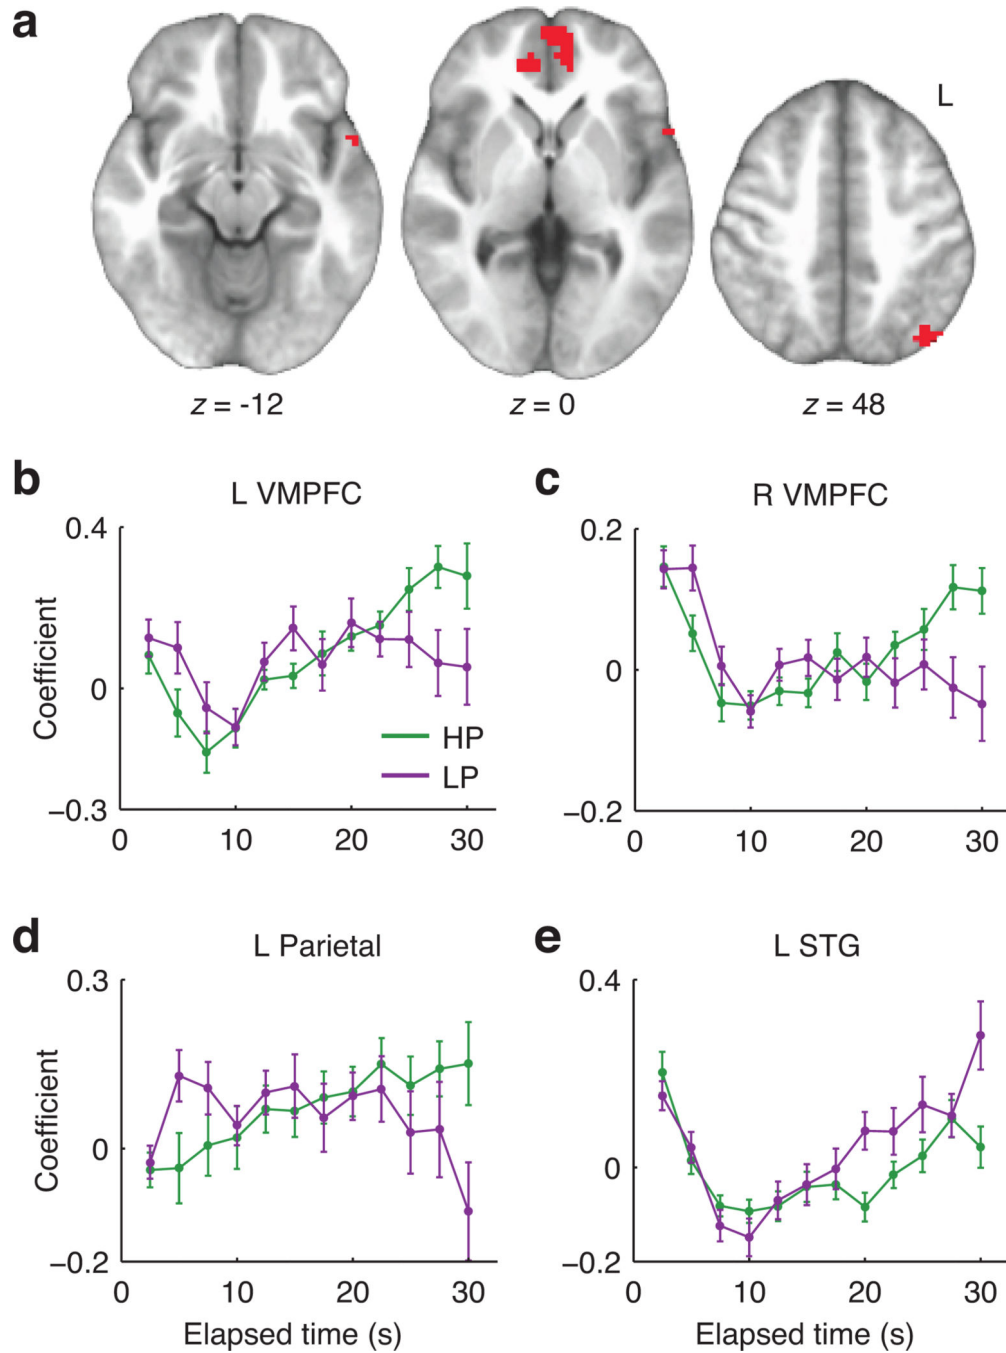 a
L
z = -12
z = 0
z = 48
b
L VMPFC
0.4
0
−0.3
Coefficient
HP
LP
0
10
20
30
c
R VMPFC
0.2
0
−0.2
0
10
20
30
d
L Parietal
0.3
0
−0.2
Coefficient
0
10
20
30
Elapsed time (s)
e
L STG
0.4
0
−0.2
0
10
20
30
Elapsed time (s)